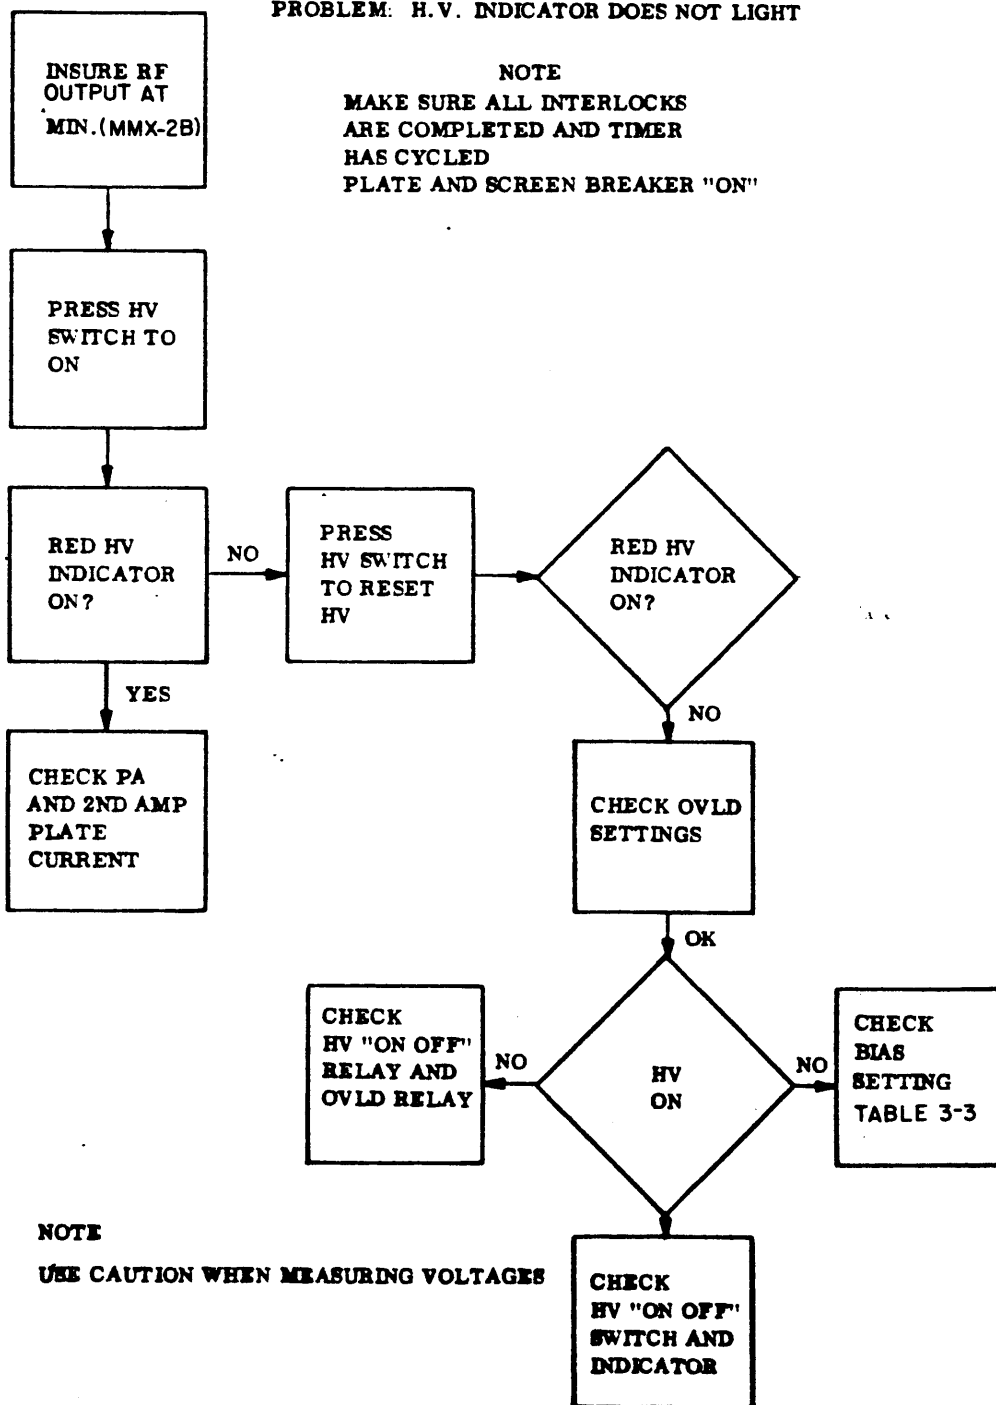 PROBLEM: H.V. INDICATOR DOES NOT LIGHT
INSURE RF
OUTPUT AT
MIN.(MMX-2B)
NOTE
MAKE SURE ALL INTERLOCKS
ARE COMPLETED AND TIMER
HAS CYCLED
PLATE AND SCREEN BREAKER "ON"
PRESS HV
SWITCH TO
ON
RED HV
INDICATOR
ON?
NO
PRESS
HV SWITCH
TO RESET
HV
RED HV
INDICATOR
ON?
YES
NO
CHECK PA
AND 2ND AMP
PLATE
CURRENT
CHECK OVLD
SETTINGS
OK
CHECK
HV "ON OFF"
RELAY AND
OVLD RELAY
NO
HV
ON
NO
CHECK
BIAS
SETTING
TABLE 3-3
NOTE
USE CAUTION WHEN MEASURING VOLTAGES
CHECK
HV "ON OFF"
SWITCH AND
INDICATOR